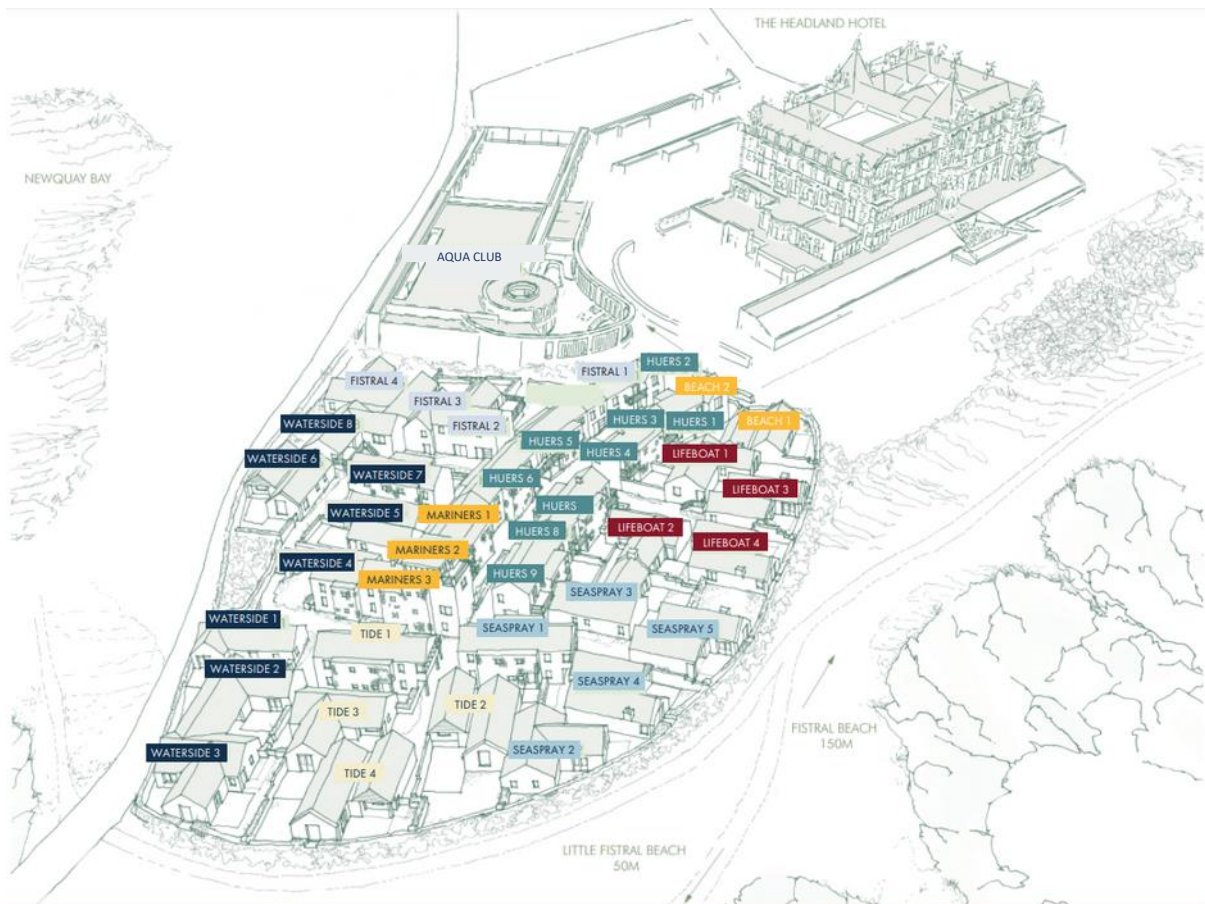 THE HEADLAND HOTEL
NEWQUAY BAY
AQUA CLUB
HUERS 2
FISTRAL 1
FISTRAL 4
BEACH 2
FISTRAL 3
HUERS 3
HUERS 1
BEACH 1
WATERSIDE 8
FISTRAL 2
HUERS 5
HUERS 4
LIFEBOAT 1
WATERSIDE 6
WATERSIDE 7
HUERS 6
LIFEBOAT 3
HUERS
WATERSIDE 5
MARINERS 1
HUERS 8
LIFEBOAT 2
LIFEBOAT 4
MARINERS 2
WATERSIDE 4
MARINERS 3
HUERS 9
SEASPRAY 3
WATERSIDE 1
TIDE 1
SEASPRAY 1
SEASPRAY 5
WATERSIDE 2
SEASPRAY 4
TIDE 3
TIDE 2
WATERSIDE 3
SEASPRAY 2
TIDE 4
FISTRAL BEACH
150M
LITTLE FISTRAL BEACH
50M